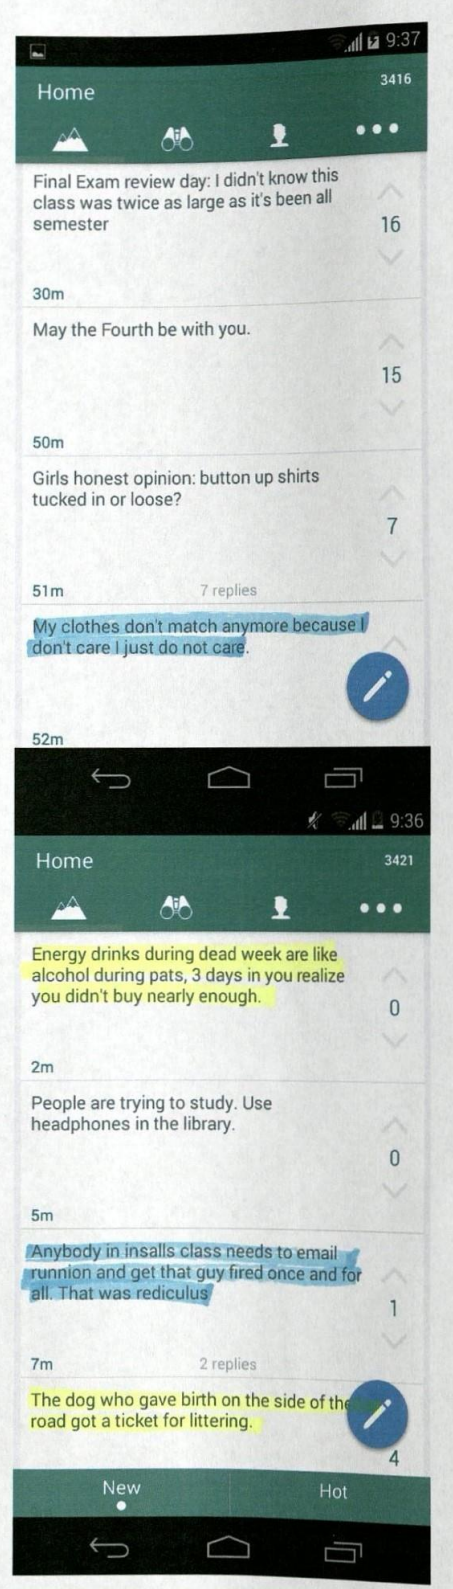 9:37
Home
3416
Final Exam review day: I didn't know this
class was twice as large as it's been all
semester
16
30m
May the Fourth be with you.
15
50m
Girls honest opinion: button up shirts
tucked in or loose?
7
51m
7 replies
My clothes don't match anymore because I
don't care I just do not care.
52m
9:36
Home
3421
Energy drinks during dead week are like
alcohol during pats, 3 days in you realize
you didn't buy nearly enough.
0
2m
People are trying to study. Use
headphones in the library.
0
5m
Anybody in insalls class needs to email
runnion and get that guy fired once and for
all. That was rediculus
1
7m
2 replies
The dog who gave birth on the side of the
road got a ticket for littering.
4
New
Hot